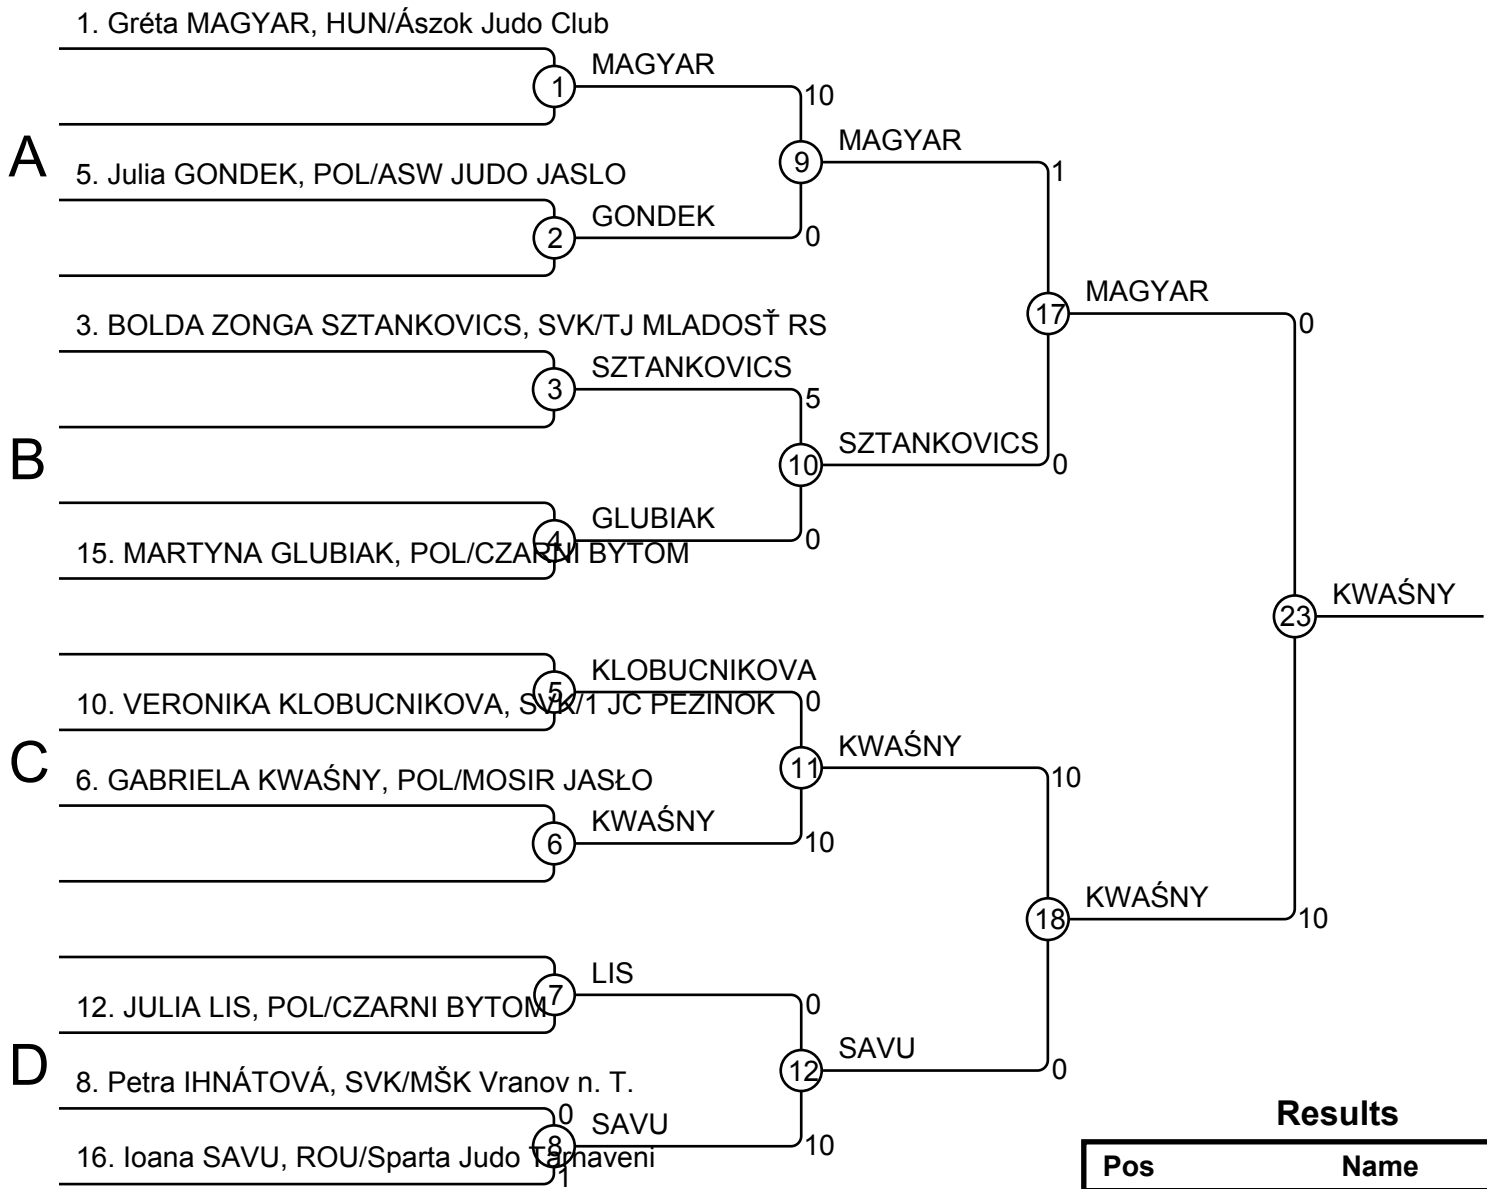 1. Gréta MAGYAR, HUN/Ászok Judo Club
1
MAGYAR
10
A
9
MAGYAR
1
5. Julia GONDEK, POL/ASW JUDO JASLO
2
GONDEK
0
3. BOLDA ZONGA SZTANKOVICS, SVK/TJ MLADOSŤ RS
17
MAGYAR
0
3
SZTANKOVICS
5
B
10
SZTANKOVICS
0
4
GLUBIAK
0
15. MARTYNA GLUBIAK, POL/CZARNI BYTOM
23
KWAŚNY
5
KLOBUCNIKOVA
0
10. VERONIKA KLOBUCNIKOVA, SVK/1 JC PEZINOK
C
11
KWAŚNY
10
6. GABRIELA KWAŚNY, POL/MOSIR JASŁO
6
KWAŚNY
10
18
KWAŚNY
10
7
LIS
0
12. JULIA LIS, POL/CZARNI BYTOM
D
12
SAVU
0
8. Petra IHNÁTOVÁ, SVK/MŠK Vranov n. T.
0
8
SAVU
10
16. Ioana SAVU, ROU/Sparta Judo Tarnaveni
1
Results
Pos Name